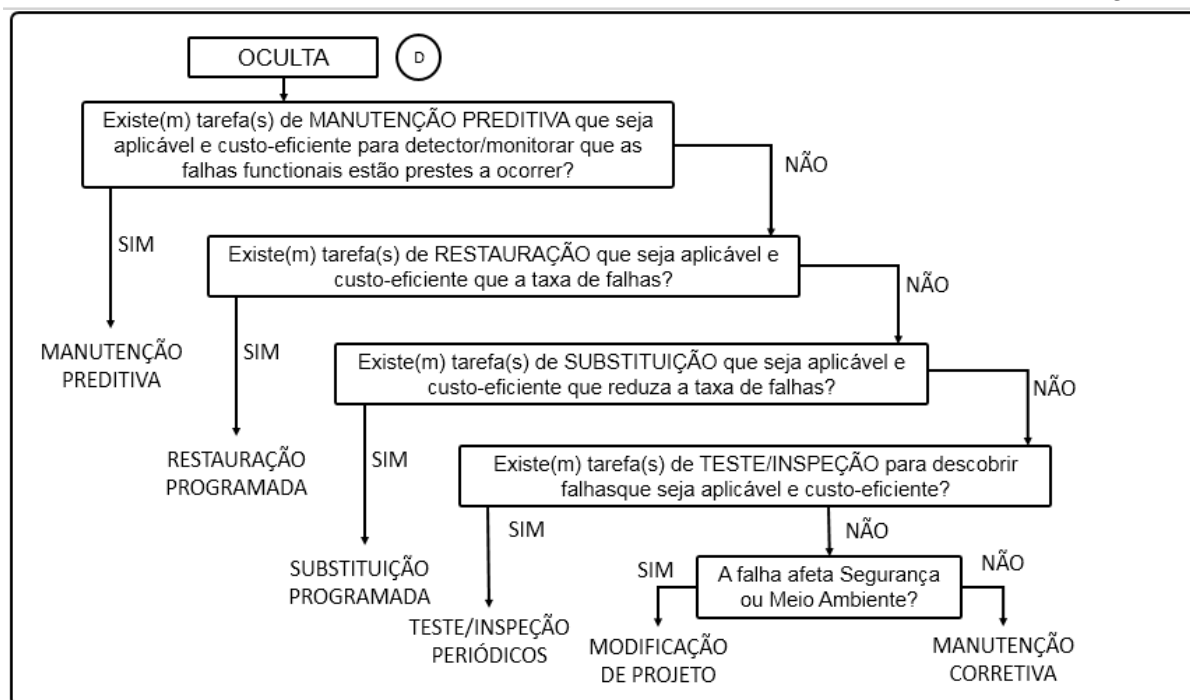 OCULTA
D
Existe(m) tarefa(s) de MANUTENÇÃO PREDITIVA que seja
aplicável e custo-eficiente para detector/monitorar que as
falhas functionais estão prestes a ocorrer?
NÃO
SIM
Existe(m) tarefa(s) de RESTAURAÇÃO que seja aplicável e
custo-eficiente que a taxa de falhas?
NÃO
MANUTENÇÃO
PREDITIVA
SIM
Existe(m) tarefa(s) de SUBSTITUIÇÃO que seja aplicável e
custo-eficiente que reduza a taxa de falhas?
NÃO
RESTAURAÇÃO
PROGRAMADA
SIM
Existe(m) tarefa(s) de TESTE/INSPEÇÃO para descobrir
falhasque seja aplicável e custo-eficiente?
SIM
NÃO
SUBSTITUIÇÃO
PROGRAMADA
SIM
A falha afeta Segurança
ou Meio Ambiente?
NÃO
TESTE/INSPEÇÃO
PERIÓDICOS
MODIFICAÇÃO
DE PROJETO
MANUTENÇÃO
CORRETIVA